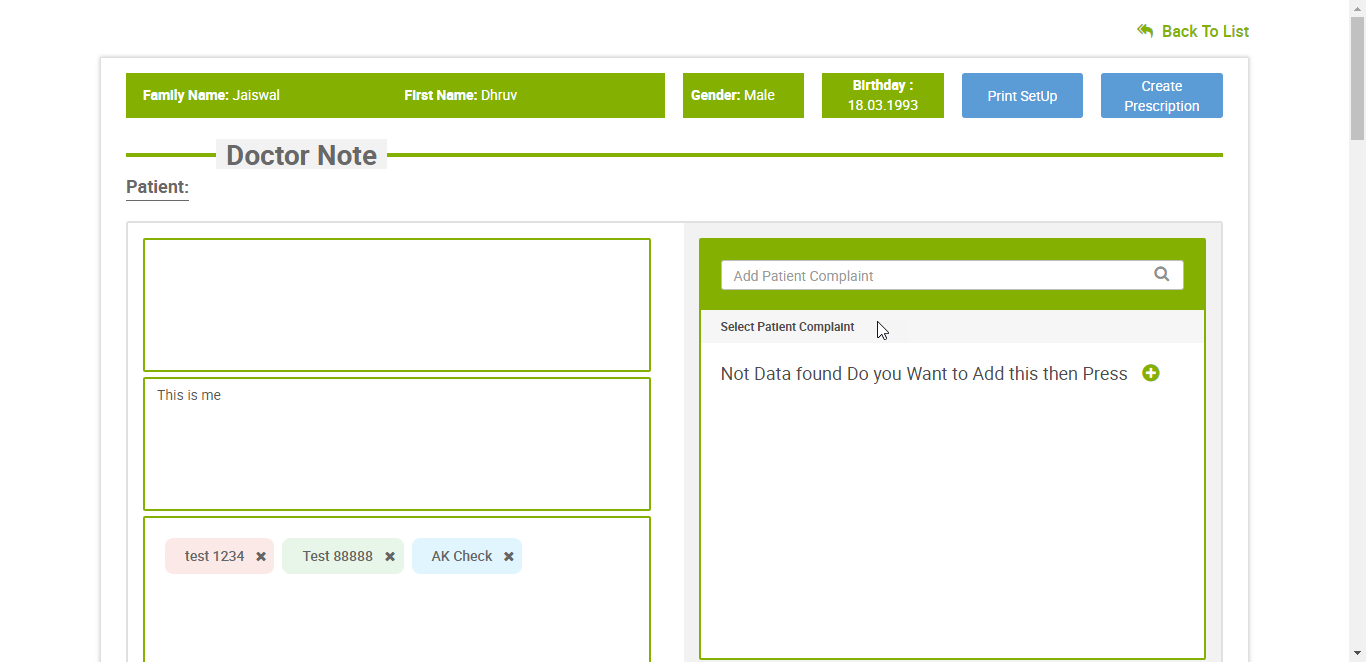 Back To List
Family Name: Jaiswal First Name: Dhruv Gender: Male Birthday :
18.03.1993 Print SetUp Create
Prescription
Doctor Note
Patient:
Add Patient Complaint
Select Patient Complaint
Not Data found Do you Want to Add this then Press
This is me
test 1234 Test 88888 AK Check